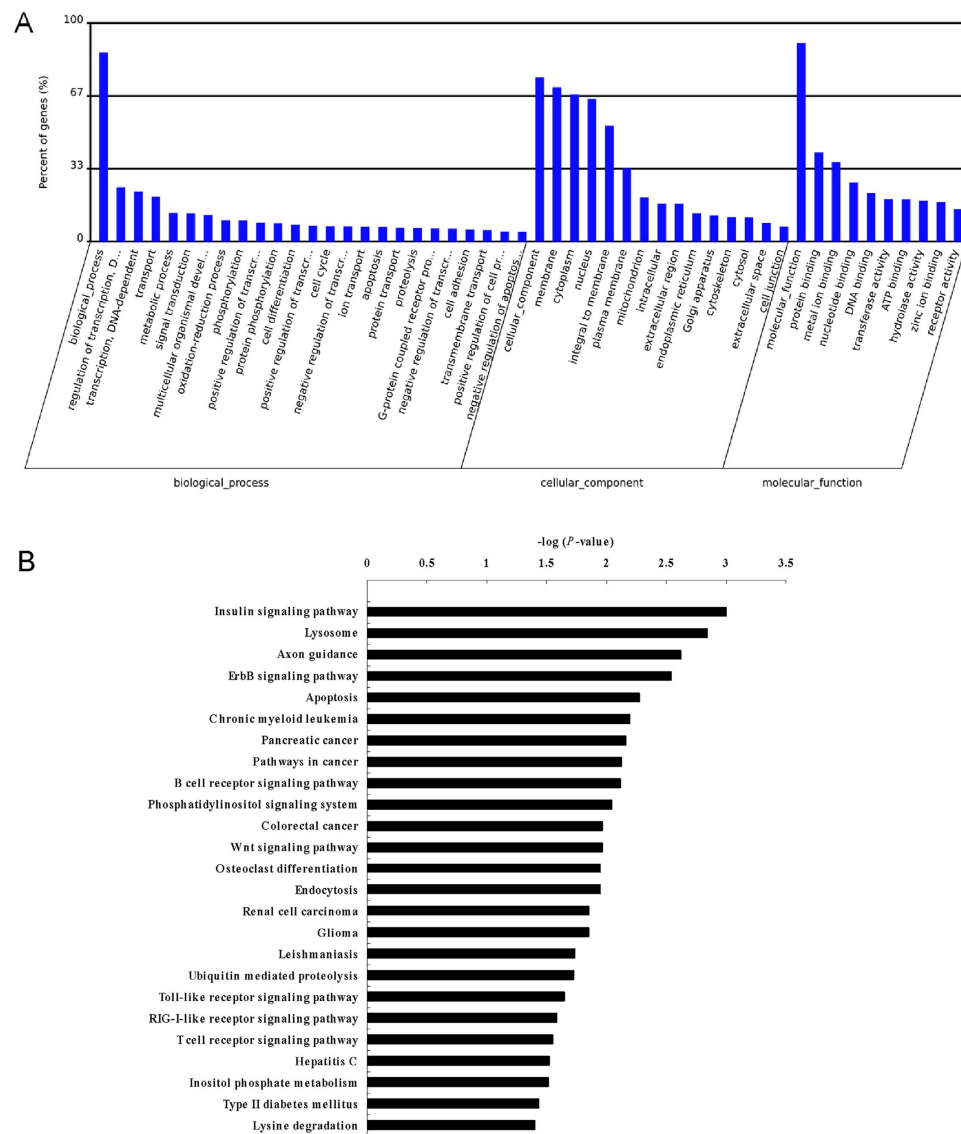 A
100
67
33
0
Percent of genes (%)
biological_process
regulation of transcription, D...
transcription, DNA-dependent
transport
metabolic process
signal transduction
multicellular organismal devel...
oxidation-reduction process
phosphorylation
positive regulation of transcr...
protein phosphorylation
cell differentiation
positive regulation of transcr...
cell cycle
negative regulation of transcr...
ion transport
apoptosis
protein transport
proteolysis
G-protein coupled receptor pro...
negative regulation of transcr...
cell adhesion
transmembrane transport
positive regulation of cell pr...
negative regulation of apoptos...
cellular_component
membrane
cytoplasm
nucleus
integral to membrane
plasma membrane
mitochondrion
intracellular
extracellular region
endoplasmic reticulum
Golgi apparatus
cytoskeleton
cytosol
extracellular space
cell junction
molecular_function
protein binding
metal ion binding
nucleotide binding
DNA binding
transferase activity
ATP binding
hydrolase activity
zinc ion binding
receptor activity
biological_process
cellular_component
molecular_function
B
-log (P-value)
0 0.5 1 1.5 2 2.5 3 3.5
Insulin signaling pathway
Lysosome
Axon guidance
ErbB signaling pathway
Apoptosis
Chronic myeloid leukemia
Pancreatic cancer
Pathways in cancer
B cell receptor signaling pathway
Phosphatidylinositol signaling system
Colorectal cancer
Wnt signaling pathway
Osteoclast differentiation
Endocytosis
Renal cell carcinoma
Glioma
Leishmaniasis
Ubiquitin mediated proteolysis
Toll-like receptor signaling pathway
RIG-I-like receptor signaling pathway
T cell receptor signaling pathway
Hepatitis C
Inositol phosphate metabolism
Type II diabetes mellitus
Lysine degradation